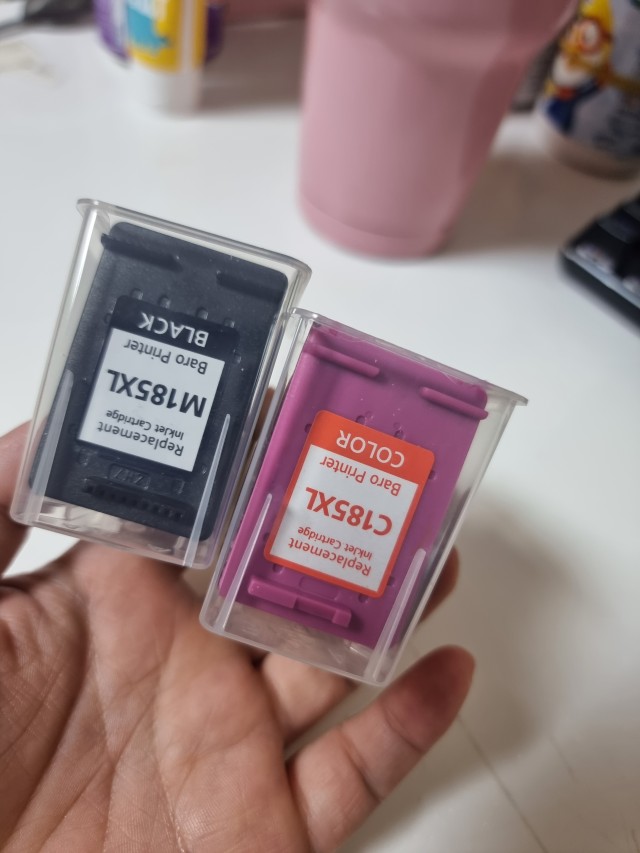 Replacement
InkJet Cartridge
M185XL
Baro Printer
BLACK
Replacement
InkJet Cartridge
C185XL
Baro Printer
COLOR